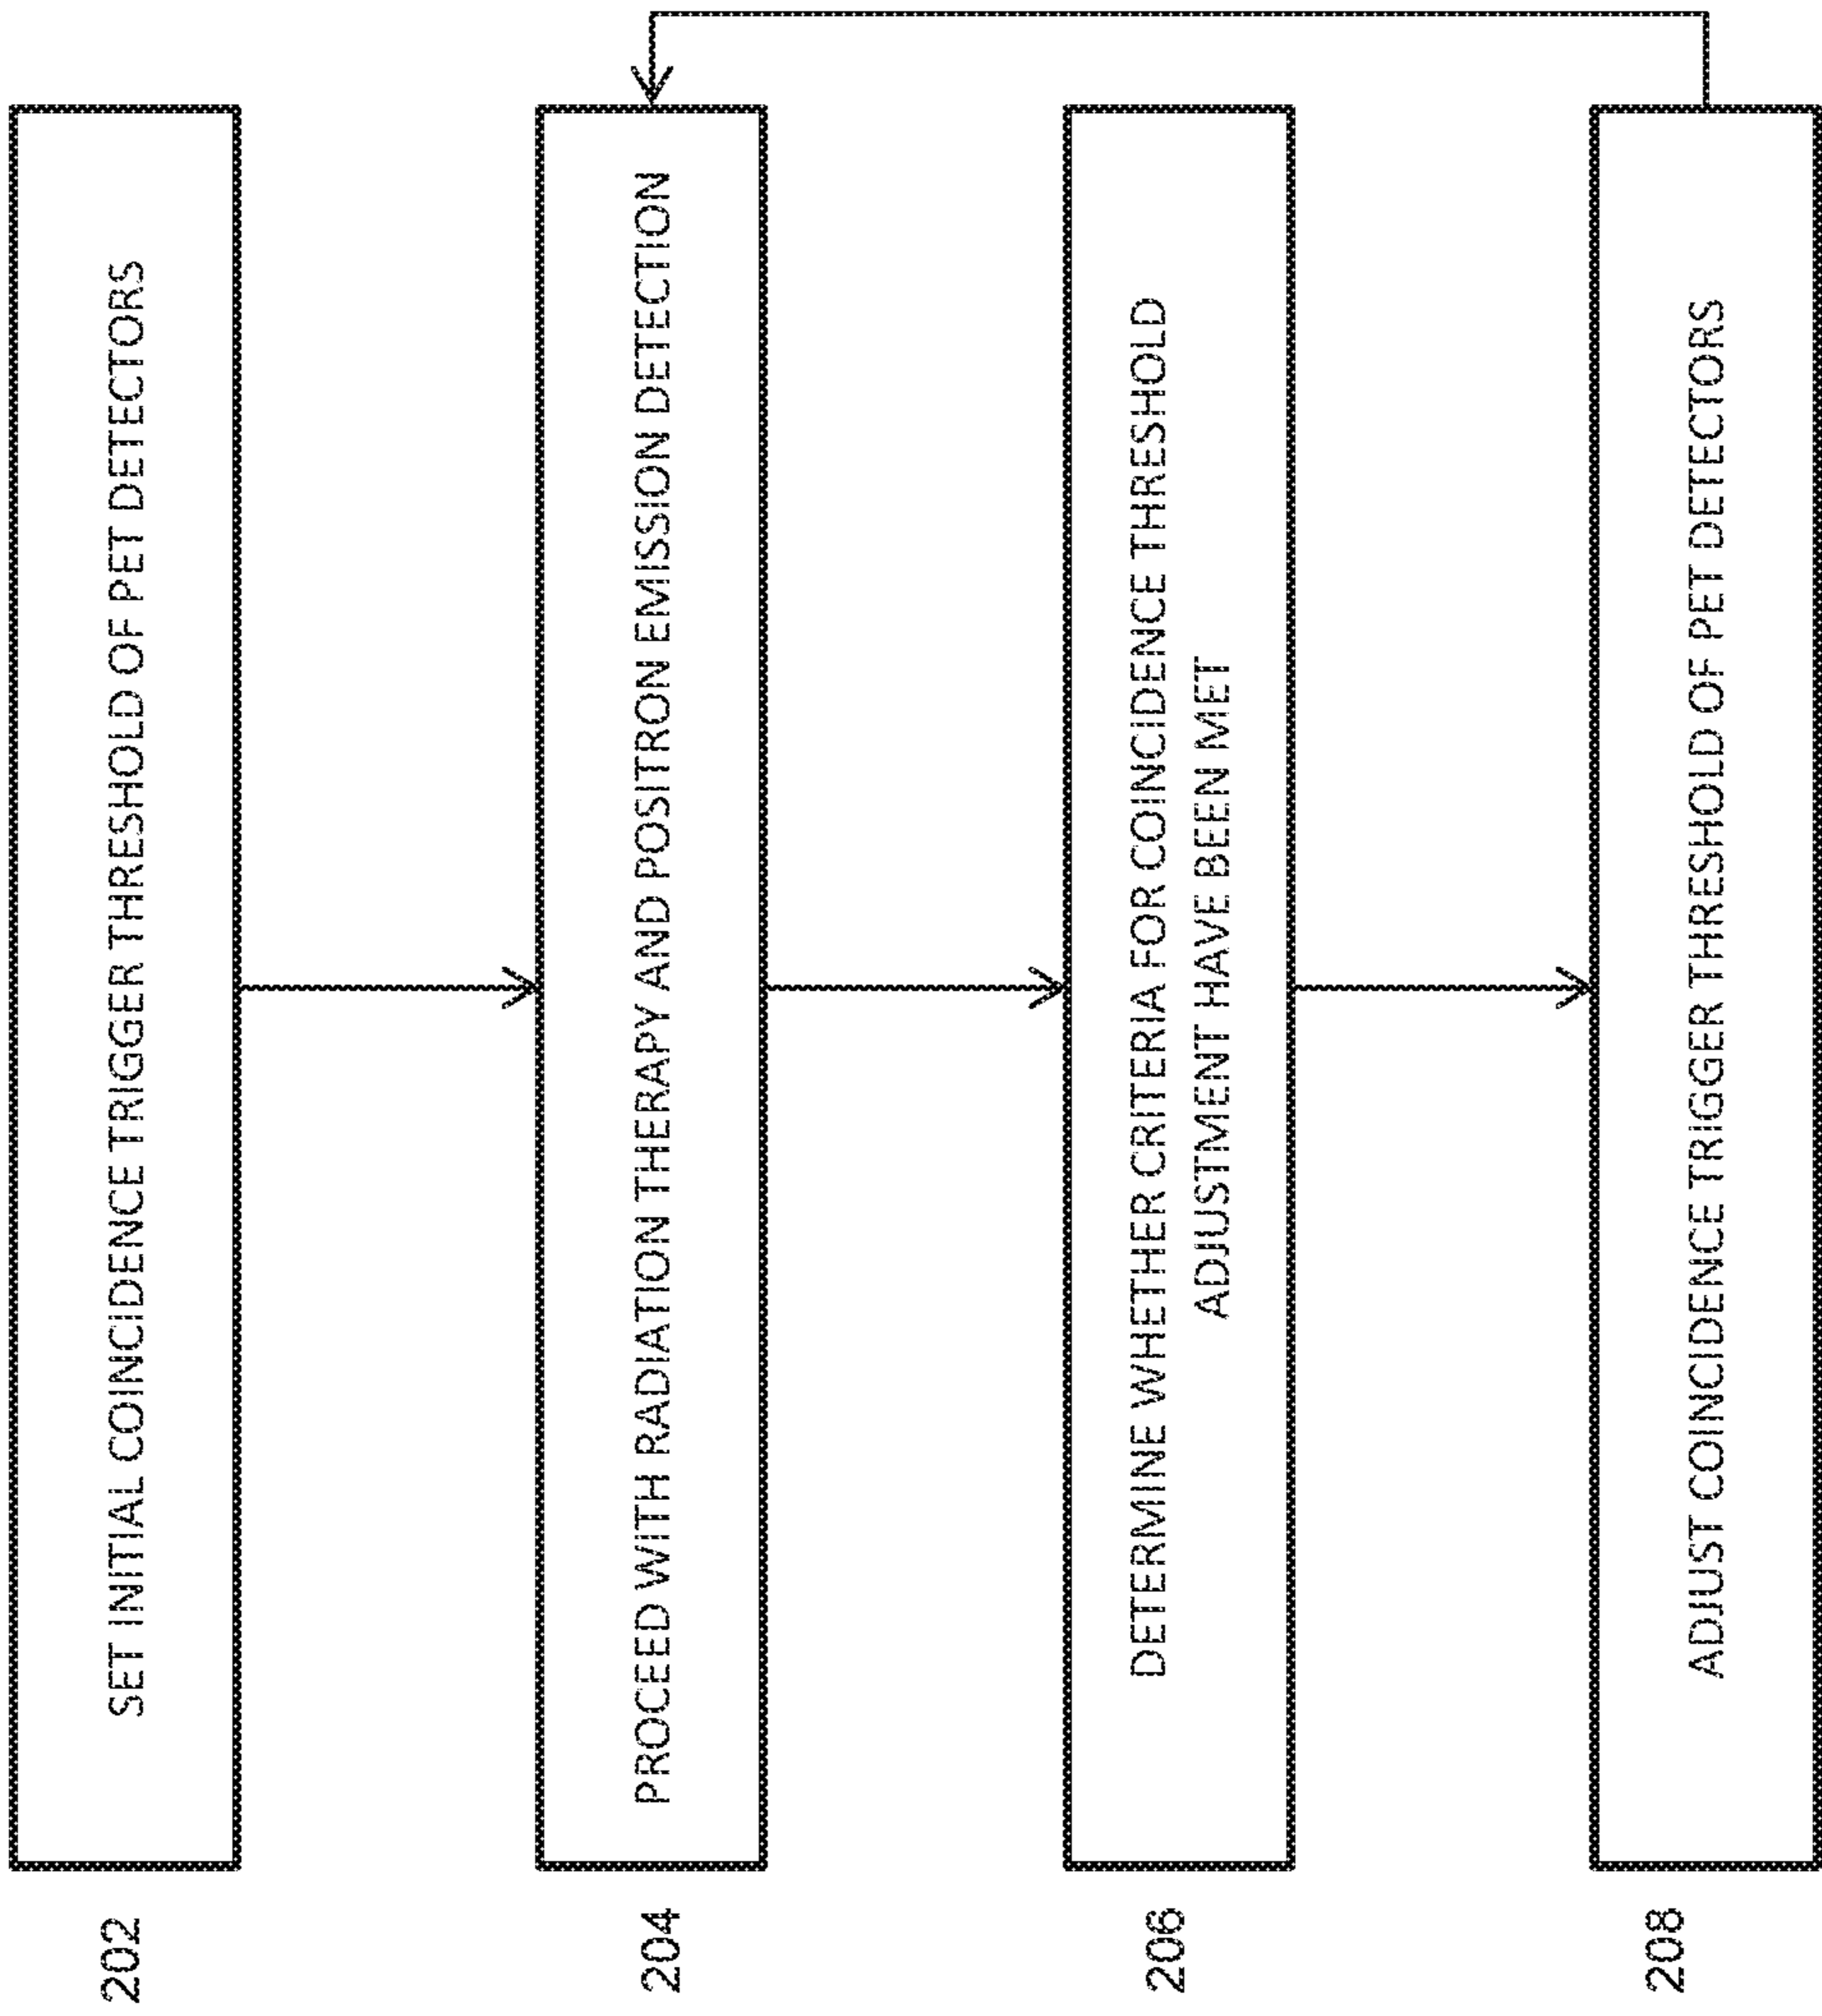 202
SET INITIAL COINCIDENCE TRIGGER THRESHOLD OF PET DETECTORS
204
PROCEED WITH RADIATION THERAPY AND POSITRON EMISSION DETECTION
206
DETERMINE WHETHER CRITERIA FOR COINCIDENCE THRESHOLD
ADJUSTMENT HAVE BEEN MET
208
ADJUST COINCIDENCE TRIGGER THRESHOLD OF PET DETECTORS